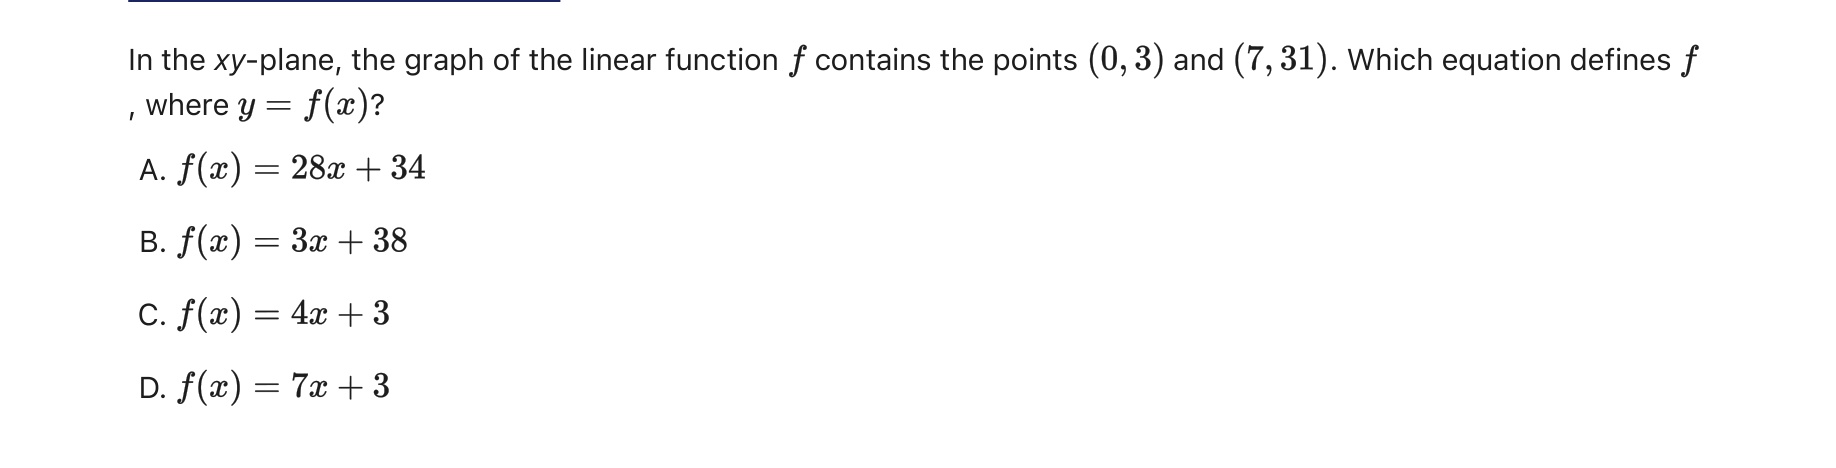 In the xy-plane, the graph of the linear function f contains the points (0, 3) and (7, 31). Which equation defines f
, where y = f(x)?
A. f(x) = 28x + 34
B. f(x) = 3x + 38
C. f(x) = 4x + 3
D. f(x) = 7x + 3